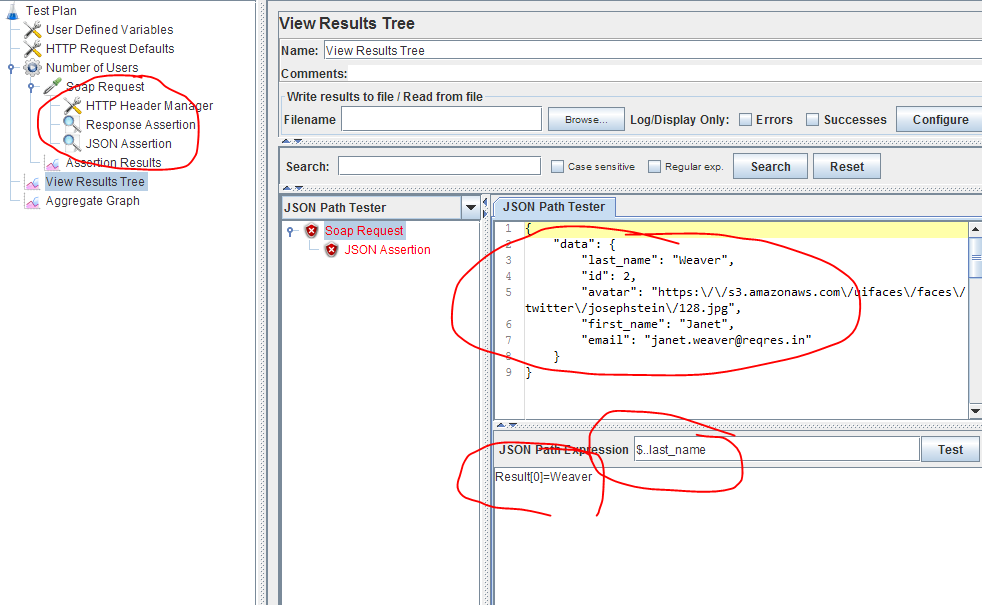 Test Plan
User Defined Variables
HTTP Request Defaults
Number of Users
Soap Request
HTTP Header Manager
Response Assertion
JSON Assertion
Assertion Results
View Results Tree
Aggregate Graph
View Results Tree
Name: View Results Tree
Comments:
Write results to file / Read from file
Filename Browse... Log/Display Only: Errors Successes Configure
Search: Case sensitive Regular exp. Search Reset
JSON Path Tester
Soap Request
JSON Assertion
JSON Path Tester
1 {
2 "data": {
3 "last_name": "Weaver",
4 "id": 2,
5 "avatar": "https:\/\/s3.amazonaws.com\/uifaces\/faces\/
twitter\/josephstein\/128.jpg",
6 "first_name": "Janet",
7 "email": "janet.weaver@reqres.in"
8 }
9 }
JSON Path Expression $..last_name Test
Result[0]=Weaver